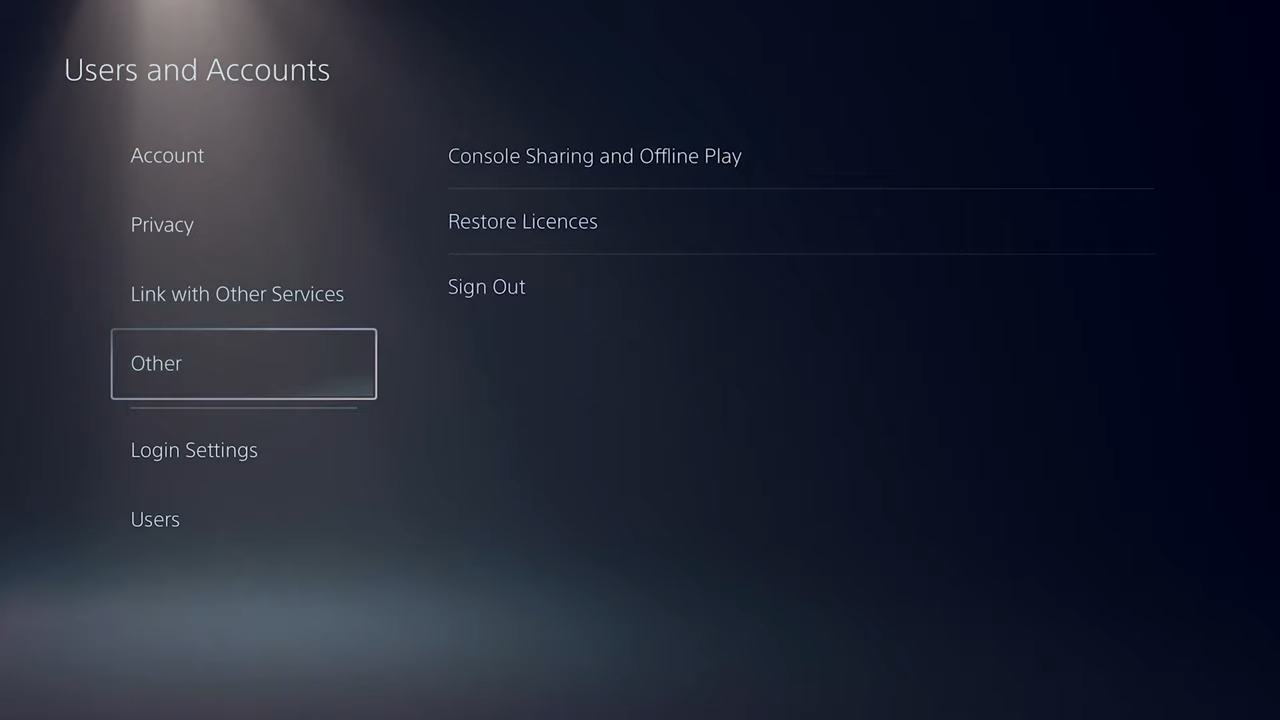 Users and Accounts
Account
Privacy
Link with Other Services
Other
Login Settings
Users
Console Sharing and Offline Play
Restore Licences
Sign Out